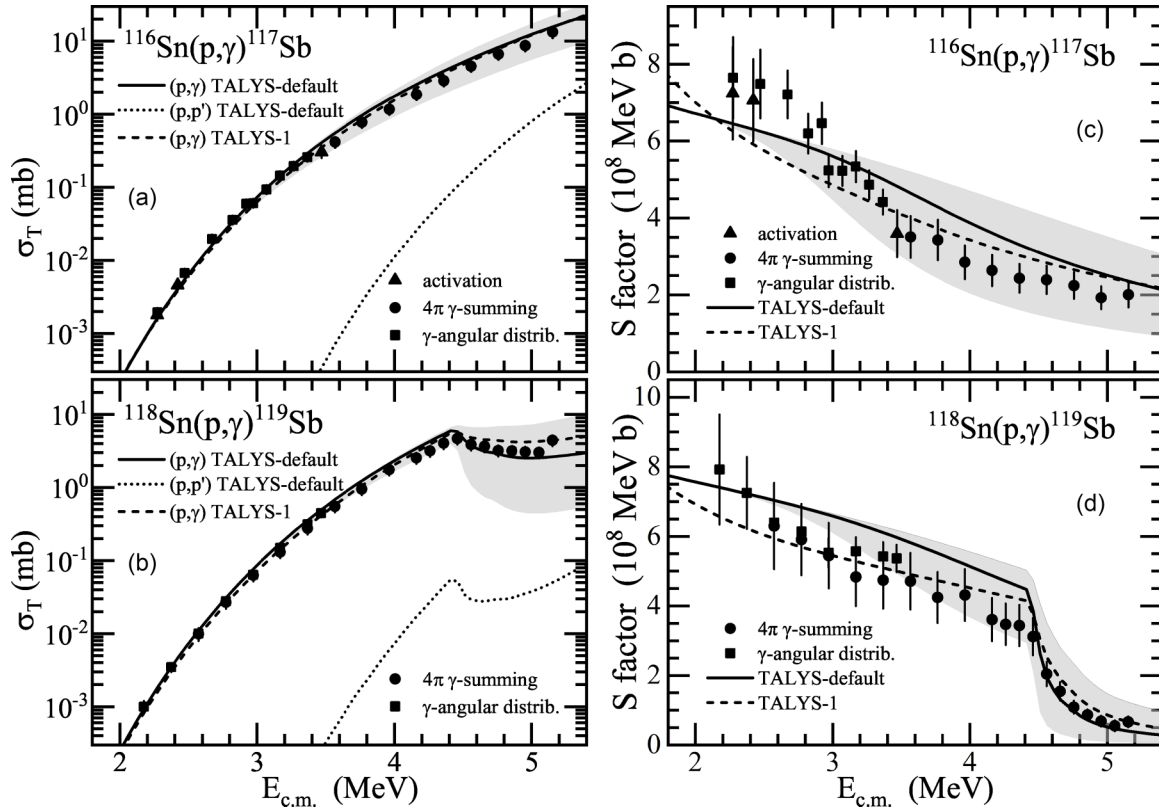 ¹¹⁶Sn(p,γ)¹¹⁷Sb
(p,γ) TALYS-default
(p,p') TALYS-default
(p,γ) TALYS-1
(a)
activation
4π γ-summing
γ-angular distrib.
σT (mb)
10¹
10⁰
10⁻¹
10⁻²
10⁻³
¹¹⁸Sn(p,γ)¹¹⁹Sb
(p,γ) TALYS-default
(p,p') TALYS-default
(p,γ) TALYS-1
(b)
4π γ-summing
γ-angular distrib.
σT (mb)
10¹
10⁰
10⁻¹
10⁻²
10⁻³
2 3 4 5
Ec.m. (MeV)
¹¹⁶Sn(p,γ)¹¹⁷Sb
(c)
activation
4π γ-summing
γ-angular distrib.
TALYS-default
TALYS-1
S factor (10⁸ MeV b)
8
6
4
2
0
¹¹⁸Sn(p,γ)¹¹⁹Sb
(d)
4π γ-summing
γ-angular distrib.
TALYS-default
TALYS-1
S factor (10⁸ MeV b)
10
8
6
4
2
0
2 3 4 5
Ec.m. (MeV)